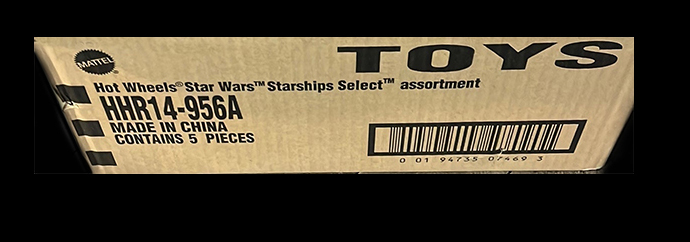 MATTEL
TOYS
Hot Wheels® Star Wars™ Starships Select™ assortment
HHR14-956A
MADE IN CHINA
CONTAINS 5 PIECES
0 01 94735 07469 3